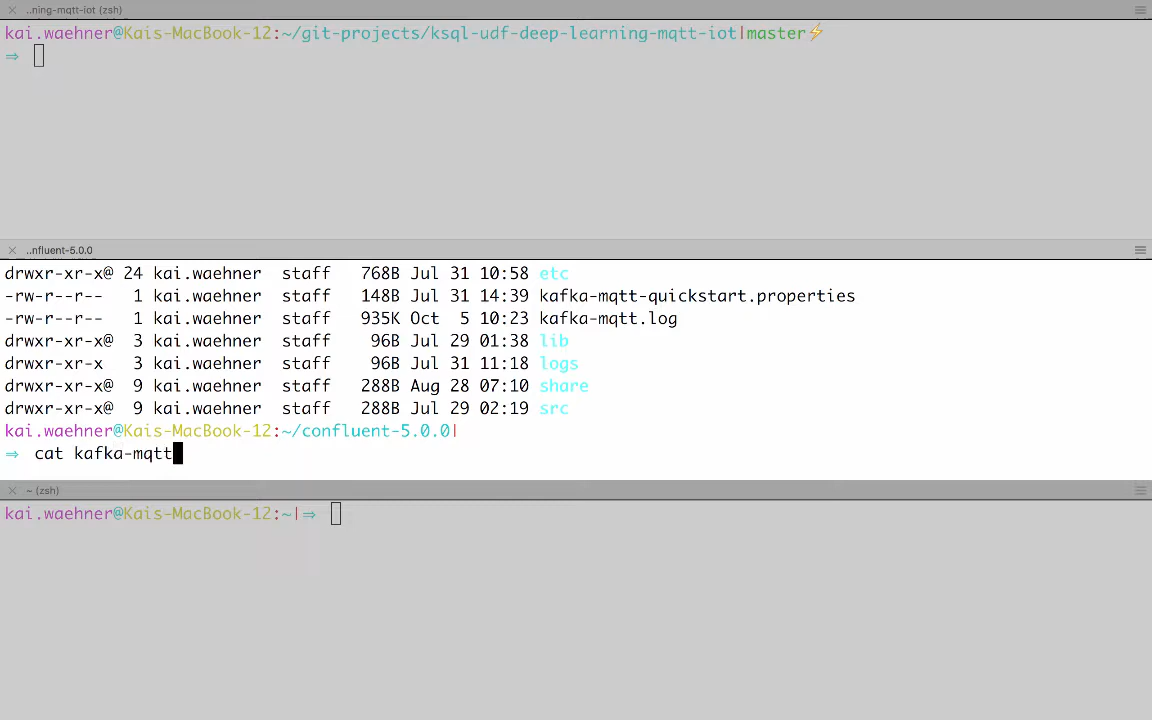 ..ning-mqtt-iot (zsh)
kai.waehner@Kais-MacBook-12:~/git-projects/ksql-udf-deep-learning-mqtt-iot|master⚡
⇒
..nfluent-5.0.0
drwxr-xr-x@ 24 kai.waehner  staff   768B Jul 31 10:58 etc
-rw-r--r--   1 kai.waehner  staff   148B Jul 31 14:39 kafka-mqtt-quickstart.properties
-rw-r--r--   1 kai.waehner  staff   935K Oct  5 10:23 kafka-mqtt.log
drwxr-xr-x@  3 kai.waehner  staff    96B Jul 29 01:38 lib
drwxr-xr-x   3 kai.waehner  staff    96B Jul 31 11:18 logs
drwxr-xr-x@  9 kai.waehner  staff   288B Aug 28 07:10 share
drwxr-xr-x@  9 kai.waehner  staff   288B Jul 29 02:19 src
kai.waehner@Kais-MacBook-12:~/confluent-5.0.0|
⇒  cat kafka-mqtt
~ (zsh)
kai.waehner@Kais-MacBook-12:~|⇒